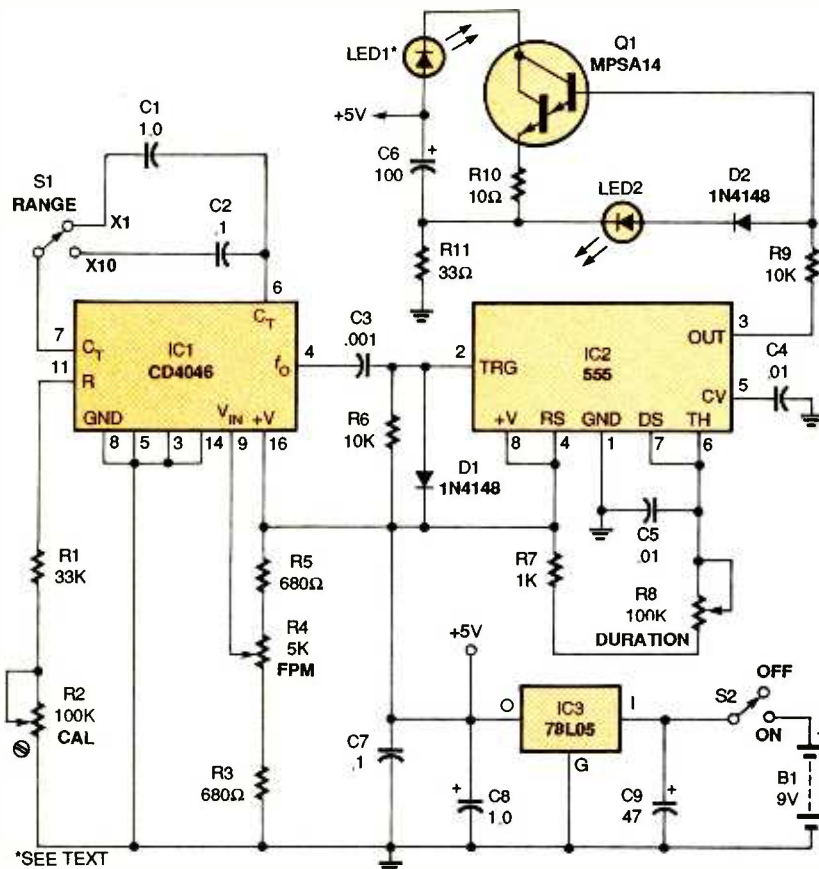 LED1*
Q1
MPSA14
+5V
C1
1.0
C6
100
+
R10
10Ω
LED2
D2
1N4148
S1
RANGE
X1
C2
.1
X10
R11
33Ω
R9
10K
6
C_T
7
C_T
11
R
IC1
CD4046
f_O
4
GND
V_IN
+V
8
5
3
14
9
16
C3
.001
2
TRG
IC2
555
OUT
3
CV
5
C4
.01
+V
RS
GND
DS
TH
8
4
1
7
6
R6
10K
D1
1N4148
C5
.01
R1
33K
R5
680Ω
R7
1K
R8
100K
DURATION
R4
5K
FPM
R2
100K
CAL
+5V
O
IC3
78L05
I
G
S2
OFF
ON
R3
680Ω
C7
.1
+
C8
1.0
C9
47
+
B1
9V
+
*SEE TEXT